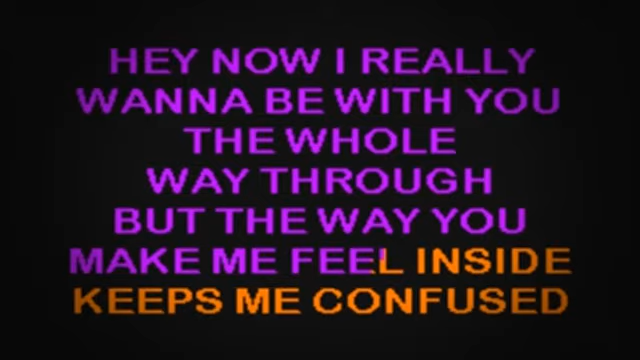 HEY NOW I REALLY
WANNA BE WITH YOU
THE WHOLE
WAY THROUGH
BUT THE WAY YOU
MAKE ME FEEL INSIDE
KEEPS ME CONFUSED